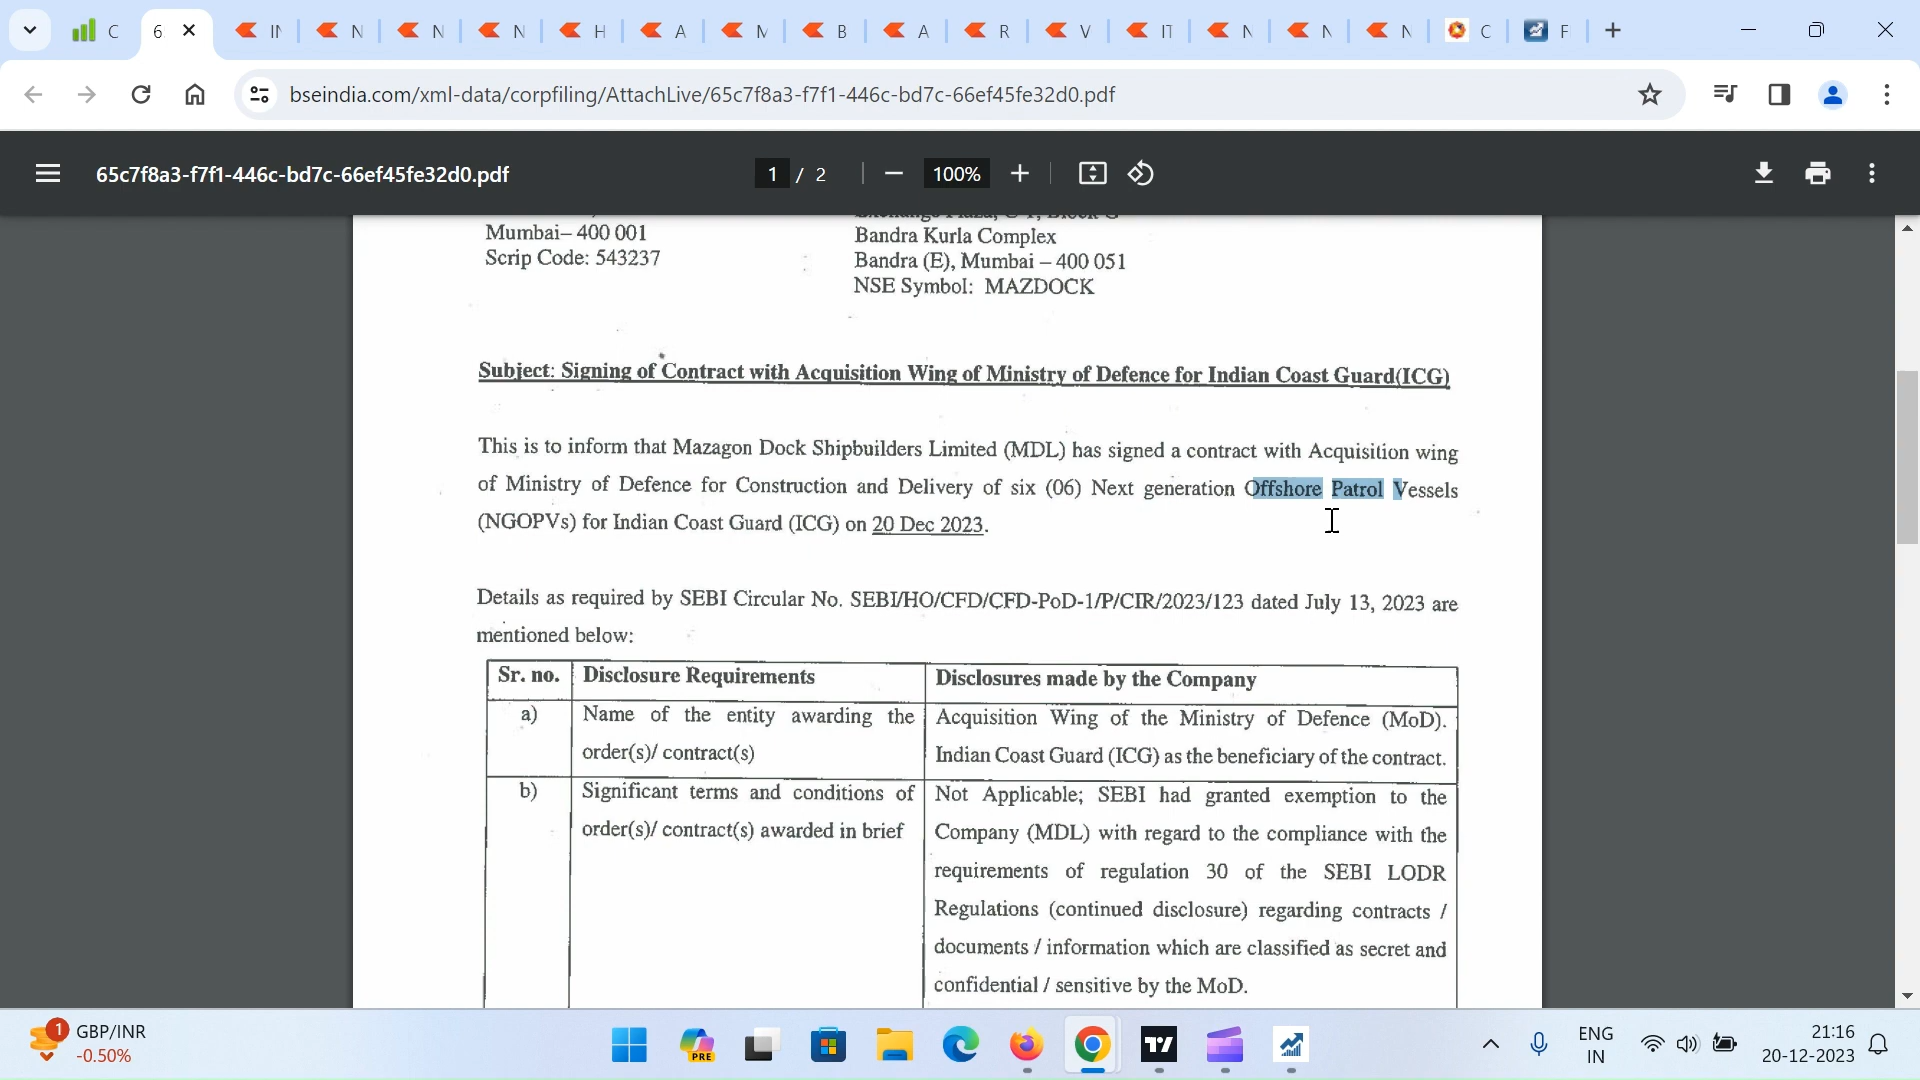 C
6
IN
N
N
N
H
A
M
B
A
R
V
IT
N
N
N
C
F
bseindia.com/xml-data/corpfiling/AttachLive/65c7f8a3-f7f1-446c-bd7c-66ef45fe32d0.pdf
65c7f8a3-f7f1-446c-bd7c-66ef45fe32d0.pdf
1 / 2
100%
Mumbai– 400 001
Scrip Code: 543237
Exchange Plaza, C-1, Block G
Bandra Kurla Complex
Bandra (E), Mumbai – 400 051
NSE Symbol: MAZDOCK
Subject: Signing of Contract with Acquisition Wing of Ministry of Defence for Indian Coast Guard(ICG)
This is to inform that Mazagon Dock Shipbuilders Limited (MDL) has signed a contract with Acquisition wing
of Ministry of Defence for Construction and Delivery of six (06) Next generation Offshore Patrol Vessels
(NGOPVs) for Indian Coast Guard (ICG) on 20 Dec 2023.
Details as required by SEBI Circular No. SEBI/HO/CFD/CFD-PoD-1/P/CIR/2023/123 dated July 13, 2023 are
mentioned below:
Sr. no. Disclosure Requirements Disclosures made by the Company
a) Name of the entity awarding the Acquisition Wing of the Ministry of Defence (MoD).
order(s)/ contract(s) Indian Coast Guard (ICG) as the beneficiary of the contract.
b) Significant terms and conditions of Not Applicable; SEBI had granted exemption to the
order(s)/ contract(s) awarded in brief Company (MDL) with regard to the compliance with the
requirements of regulation 30 of the SEBI LODR
Regulations (continued disclosure) regarding contracts /
documents / information which are classified as secret and
confidential / sensitive by the MoD.
1
GBP/INR
-0.50%
PRE
ENG
IN
21:16
20-12-2023